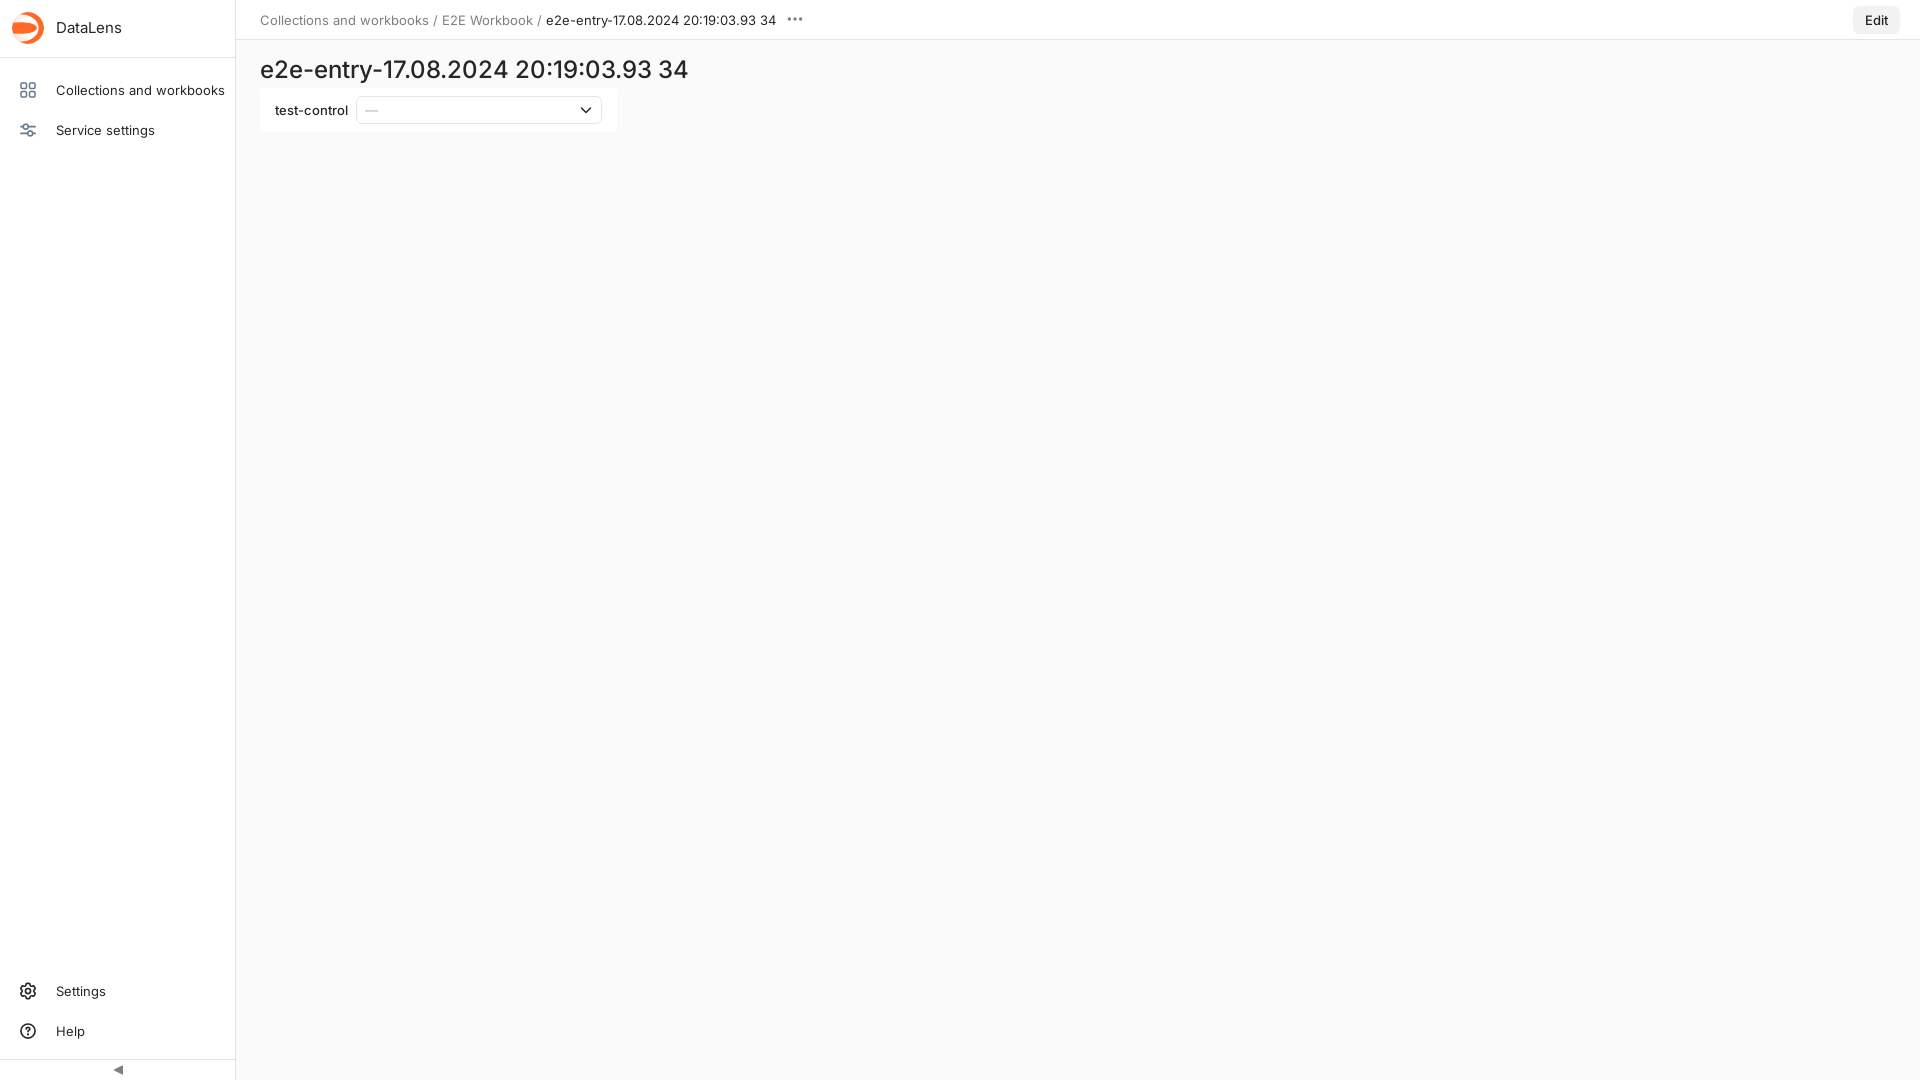 DataLens
Collections and workbooks / E2E Workbook / e2e-entry-17.08.2024 20:19:03.93 34
Edit
Collections and workbooks
Service settings
e2e-entry-17.08.2024 20:19:03.93 34
test-control —
Settings
Help